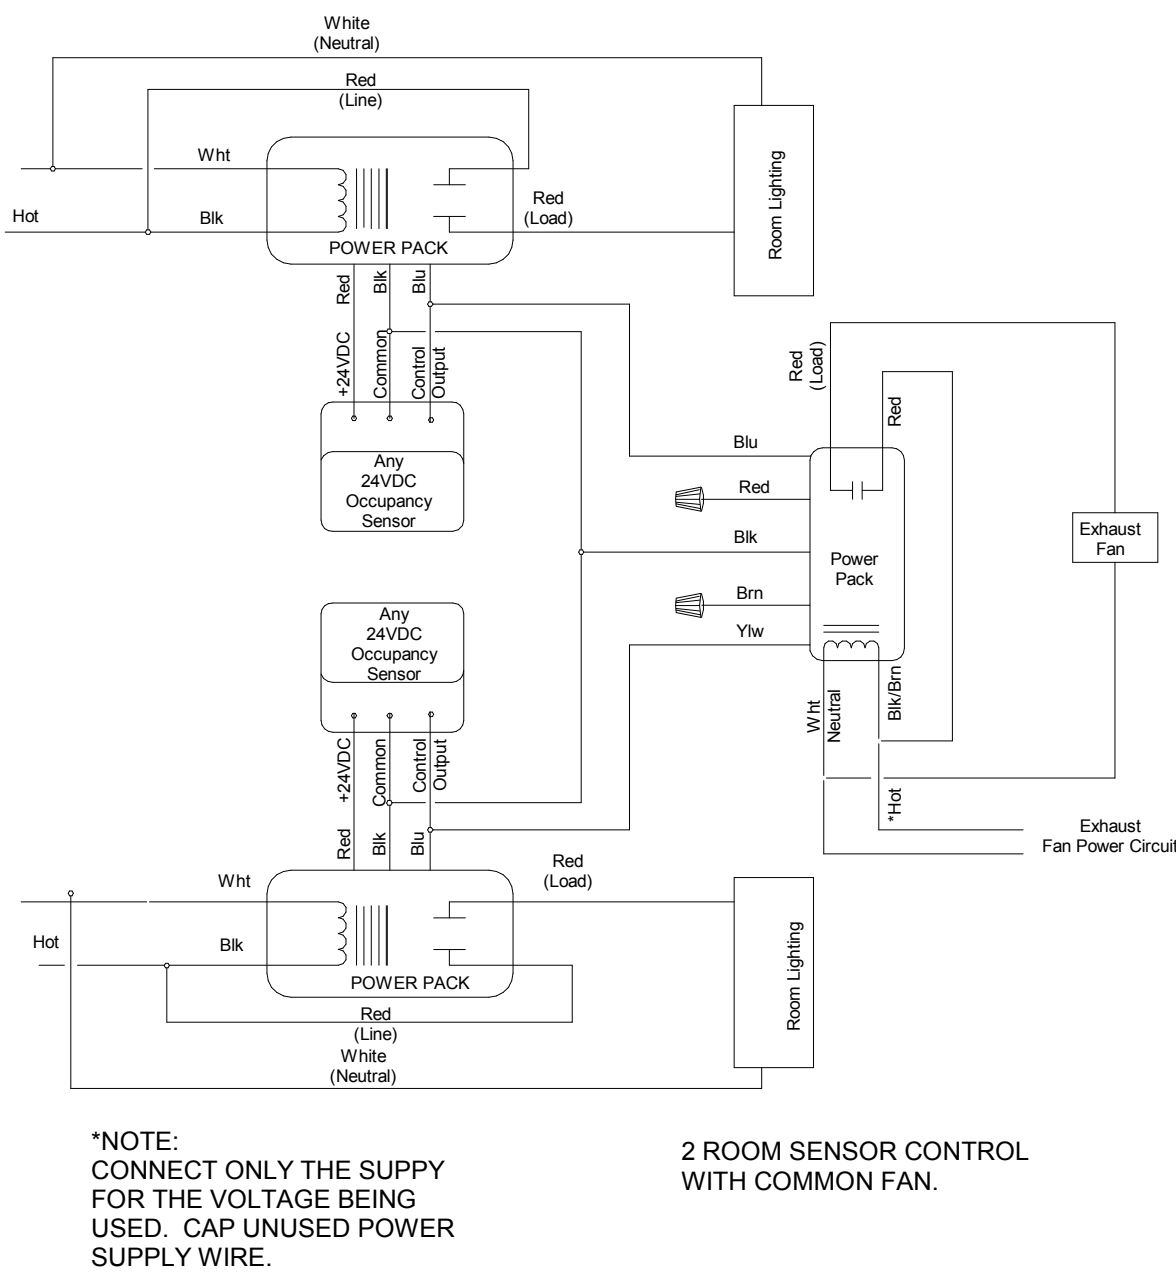 White
(Neutral)
Red
(Line)
Wht
Hot
Blk
Red
(Load)
POWER PACK
Room Lighting
Red
Blk
Blu
+24VDC
Common
Control
Output
Any
24VDC
Occupancy
Sensor
Red
(Load)
Red
Blu
Red
Blk
Brn
Ylw
Power
Pack
Exhaust
Fan
Wht
Neutral
Blk/Brn
*Hot
Exhaust
Fan Power Circuit
Any
24VDC
Occupancy
Sensor
+24VDC
Common
Control
Output
Red
Blk
Blu
Wht
Hot
Blk
Red
(Load)
POWER PACK
Room Lighting
Red
(Line)
White
(Neutral)
*NOTE:
CONNECT ONLY THE SUPPY
FOR THE VOLTAGE BEING
USED. CAP UNUSED POWER
SUPPLY WIRE.
2 ROOM SENSOR CONTROL
WITH COMMON FAN.